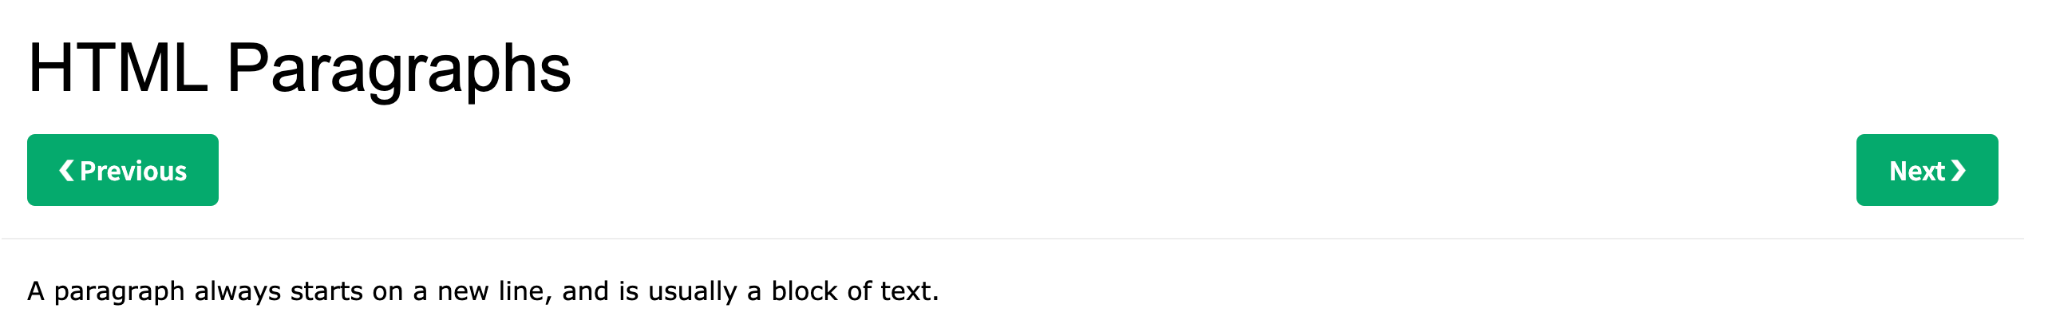 HTML Paragraphs
❮ Previous
Next ❯
A paragraph always starts on a new line, and is usually a block of text.